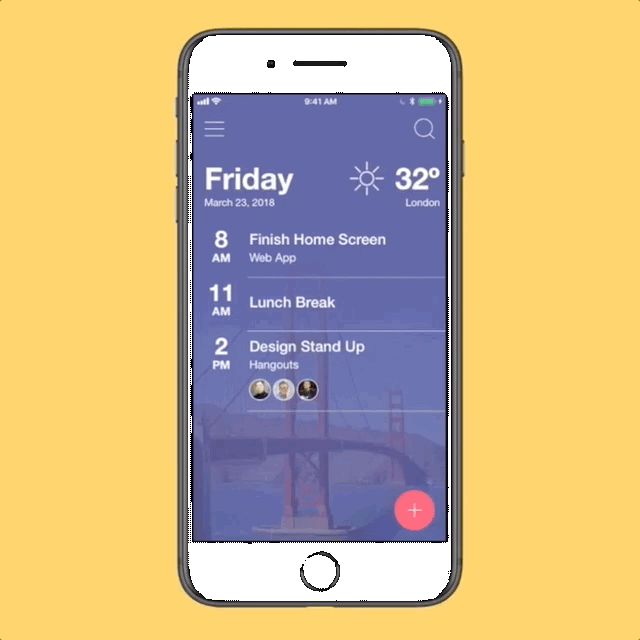 9:41 AM
Friday
32º
March 23, 2018
London
8
AM
Finish Home Screen
Web App
11
AM
Lunch Break
2
PM
Design Stand Up
Hangouts
+